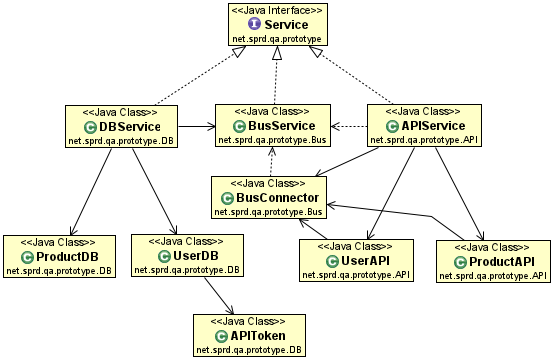 <<Java Interface>>
I Service
net.sprd.qa.prototype
<<Java Class>>
C DBService
net.sprd.qa.prototype.DB
<<Java Class>>
C BusService
net.sprd.qa.prototype.Bus
<<Java Class>>
C APIService
net.sprd.qa.prototype.API
<<Java Class>>
C BusConnector
net.sprd.qa.prototype.Bus
<<Java Class>>
C ProductDB
net.sprd.qa.prototype.DB
<<Java Class>>
C UserDB
net.sprd.qa.prototype.DB
<<Java Class>>
C UserAPI
net.sprd.qa.prototype.API
<<Java Class>>
C ProductAPI
net.sprd.qa.prototype.API
<<Java Class>>
C APIToken
net.sprd.qa.prototype.DB